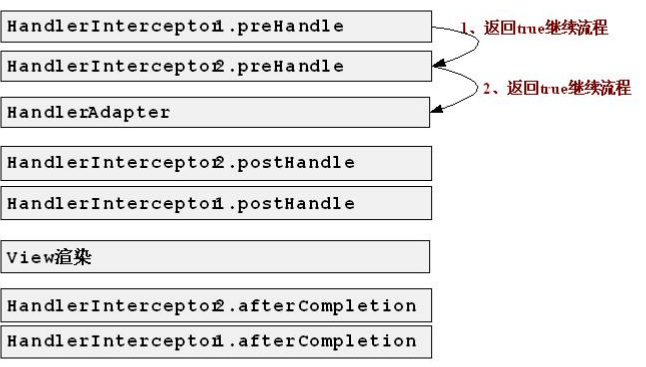 HandlerInterceptor1.preHandle
1、返回true继续流程
HandlerInterceptor2.preHandle
2、返回true继续流程
HandlerAdapter
HandlerInterceptor2.postHandle
HandlerInterceptor1.postHandle
View渲染
HandlerInterceptor2.afterCompletion
HandlerInterceptor1.afterCompletion